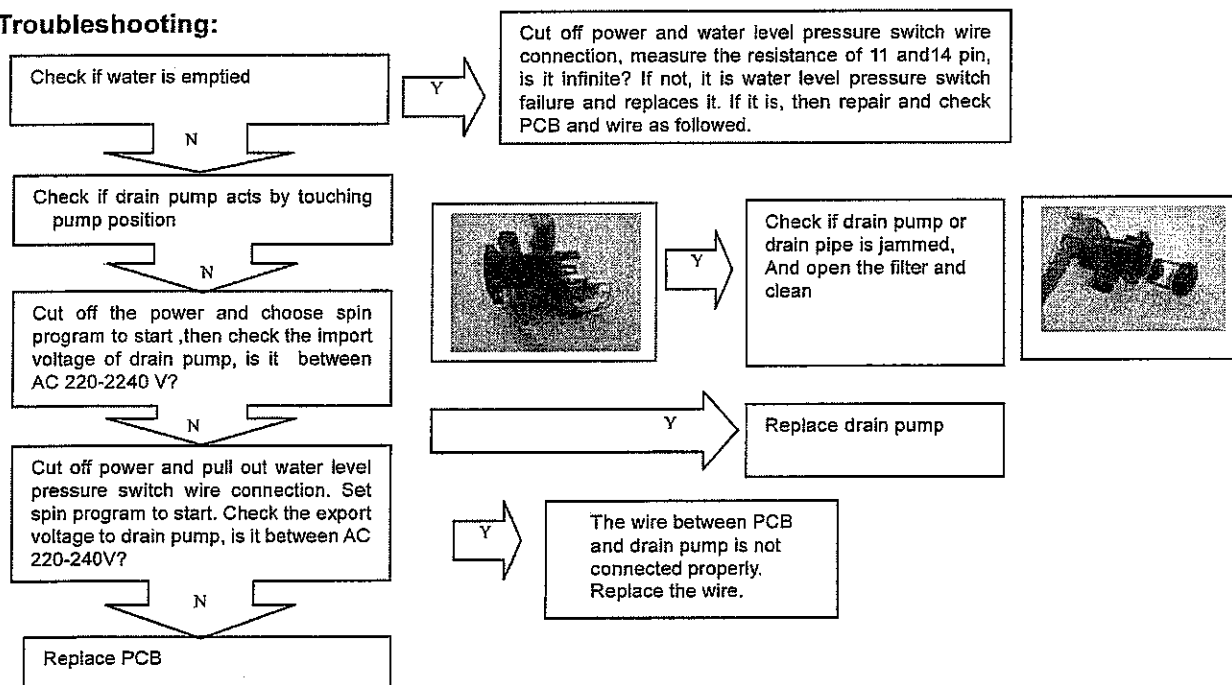 Troubleshooting:
Check if water is emptied
Y
Cut off power and water level pressure switch wire
connection, measure the resistance of 11 and14 pin,
is it infinite? If not, it is water level pressure switch
failure and replaces it. If it is, then repair and check
PCB and wire as followed.
N
Check if drain pump acts by touching
pump position
Y
Check if drain pump or
drain pipe is jammed,
And open the filter and
clean
N
Cut off the power and choose spin
program to start ,then check the import
voltage of drain pump, is it between
AC 220-2240 V?
Y
Replace drain pump
N
Cut off power and pull out water level
pressure switch wire connection. Set
spin program to start. Check the export
voltage to drain pump, is it between AC
220-240V?
Y
The wire between PCB
and drain pump is not
connected properly.
Replace the wire.
N
Replace PCB